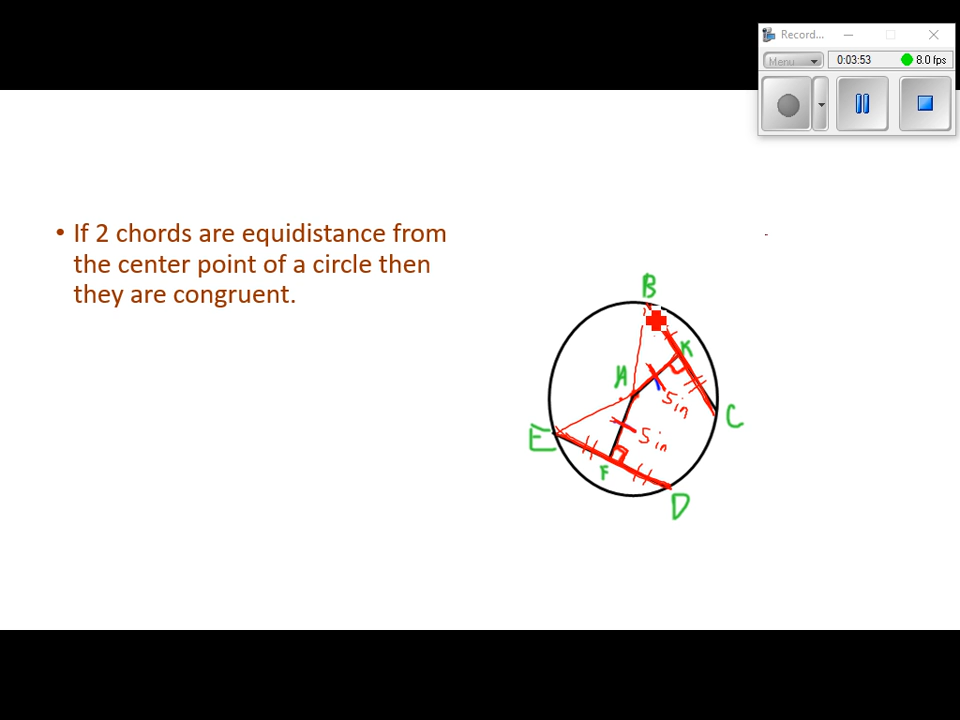 Record...
Menu
0:03:53
8.0 fps
• If 2 chords are equidistance from
the center point of a circle then
they are congruent.
B
K
A
5in
C
E
5in
F
D